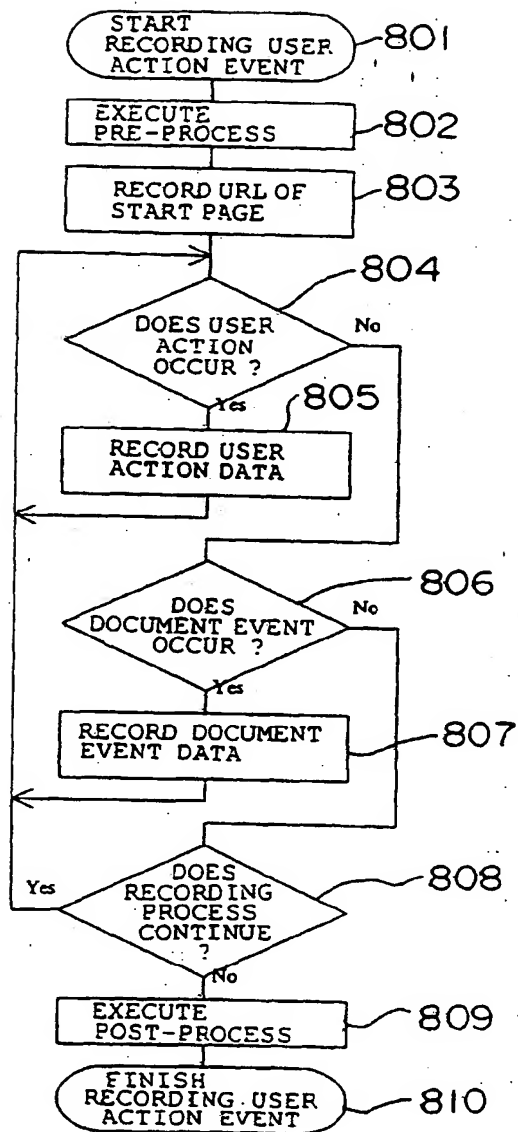 START
RECORDING USER
ACTION EVENT
801
EXECUTE
PRE-PROCESS
802
RECORD URL OF
START PAGE
803
804
DOES USER
ACTION
OCCUR ?
No
Yes
805
RECORD USER
ACTION DATA
806
DOES
DOCUMENT EVENT
OCCUR ?
No
Yes
RECORD DOCUMENT
EVENT DATA
807
DOES
RECORDING
PROCESS
CONTINUE
?
808
Yes
No
EXECUTE
POST-PROCESS
809
FINISH
RECORDING USER
ACTION EVENT
810